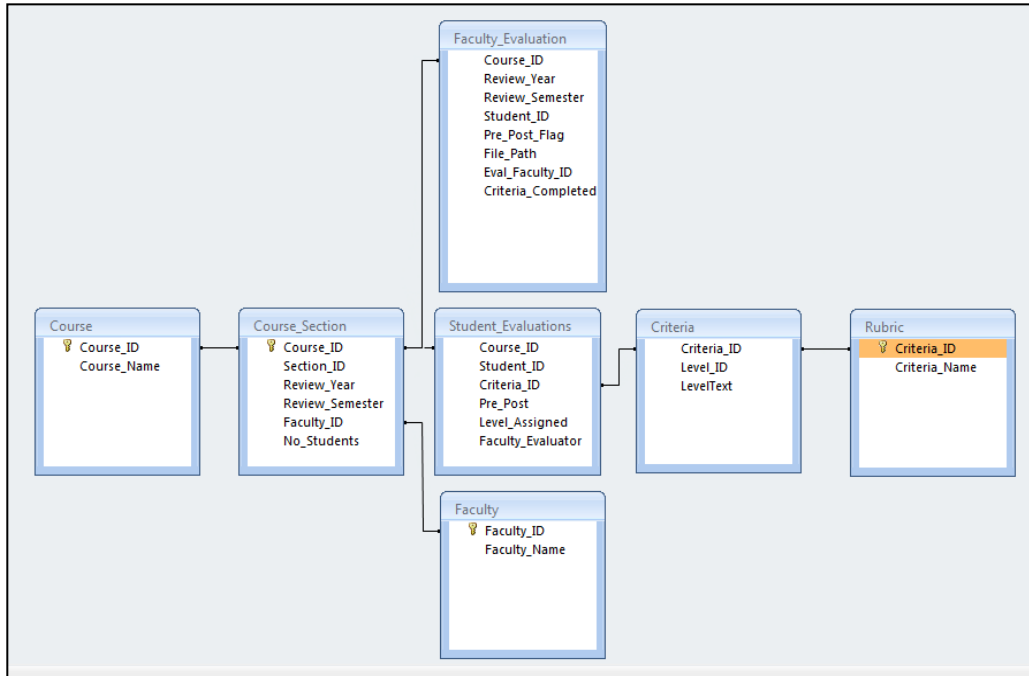 Faculty_Evaluation
Course_ID
Review_Year
Review_Semester
Student_ID
Pre_Post_Flag
File_Path
Eval_Faculty_ID
Criteria_Completed
Course
Course_ID
Course_Name
Course_Section
Course_ID
Section_ID
Review_Year
Review_Semester
Faculty_ID
No_Students
Student_Evaluations
Course_ID
Student_ID
Criteria_ID
Pre_Post
Level_Assigned
Faculty_Evaluator
Criteria
Criteria_ID
Level_ID
LevelText
Rubric
Criteria_ID
Criteria_Name
Faculty
Faculty_ID
Faculty_Name